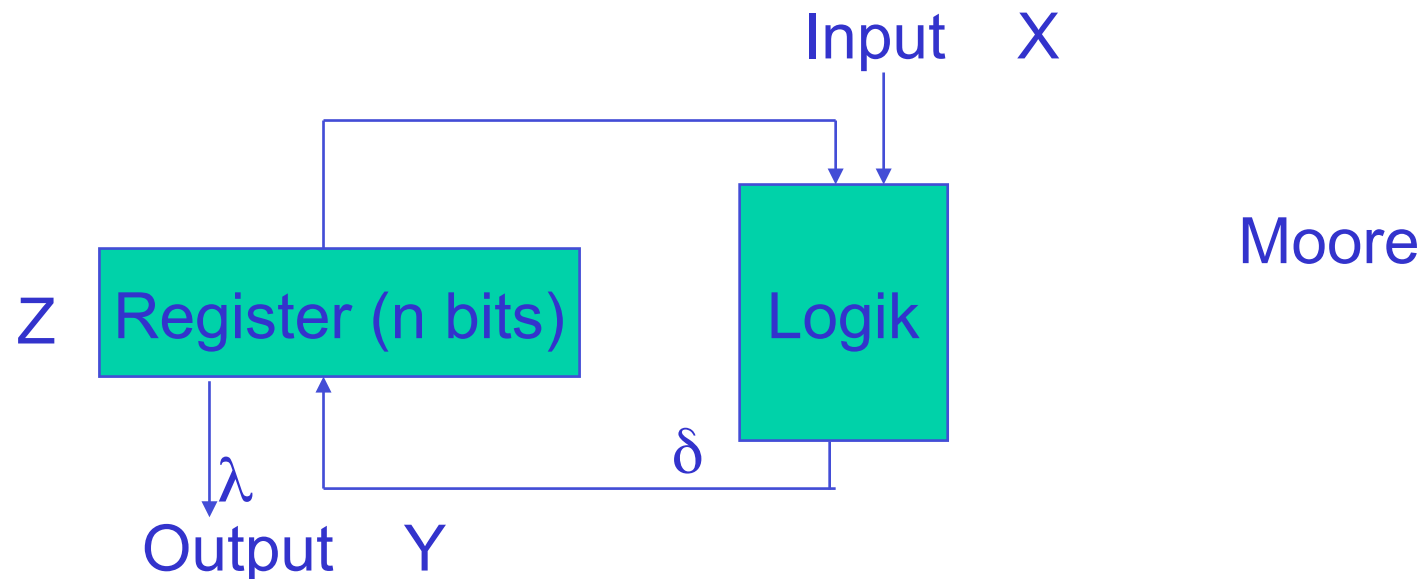 Input X
Moore
Z
Register (n bits)
Logik
δ
λ
Output Y